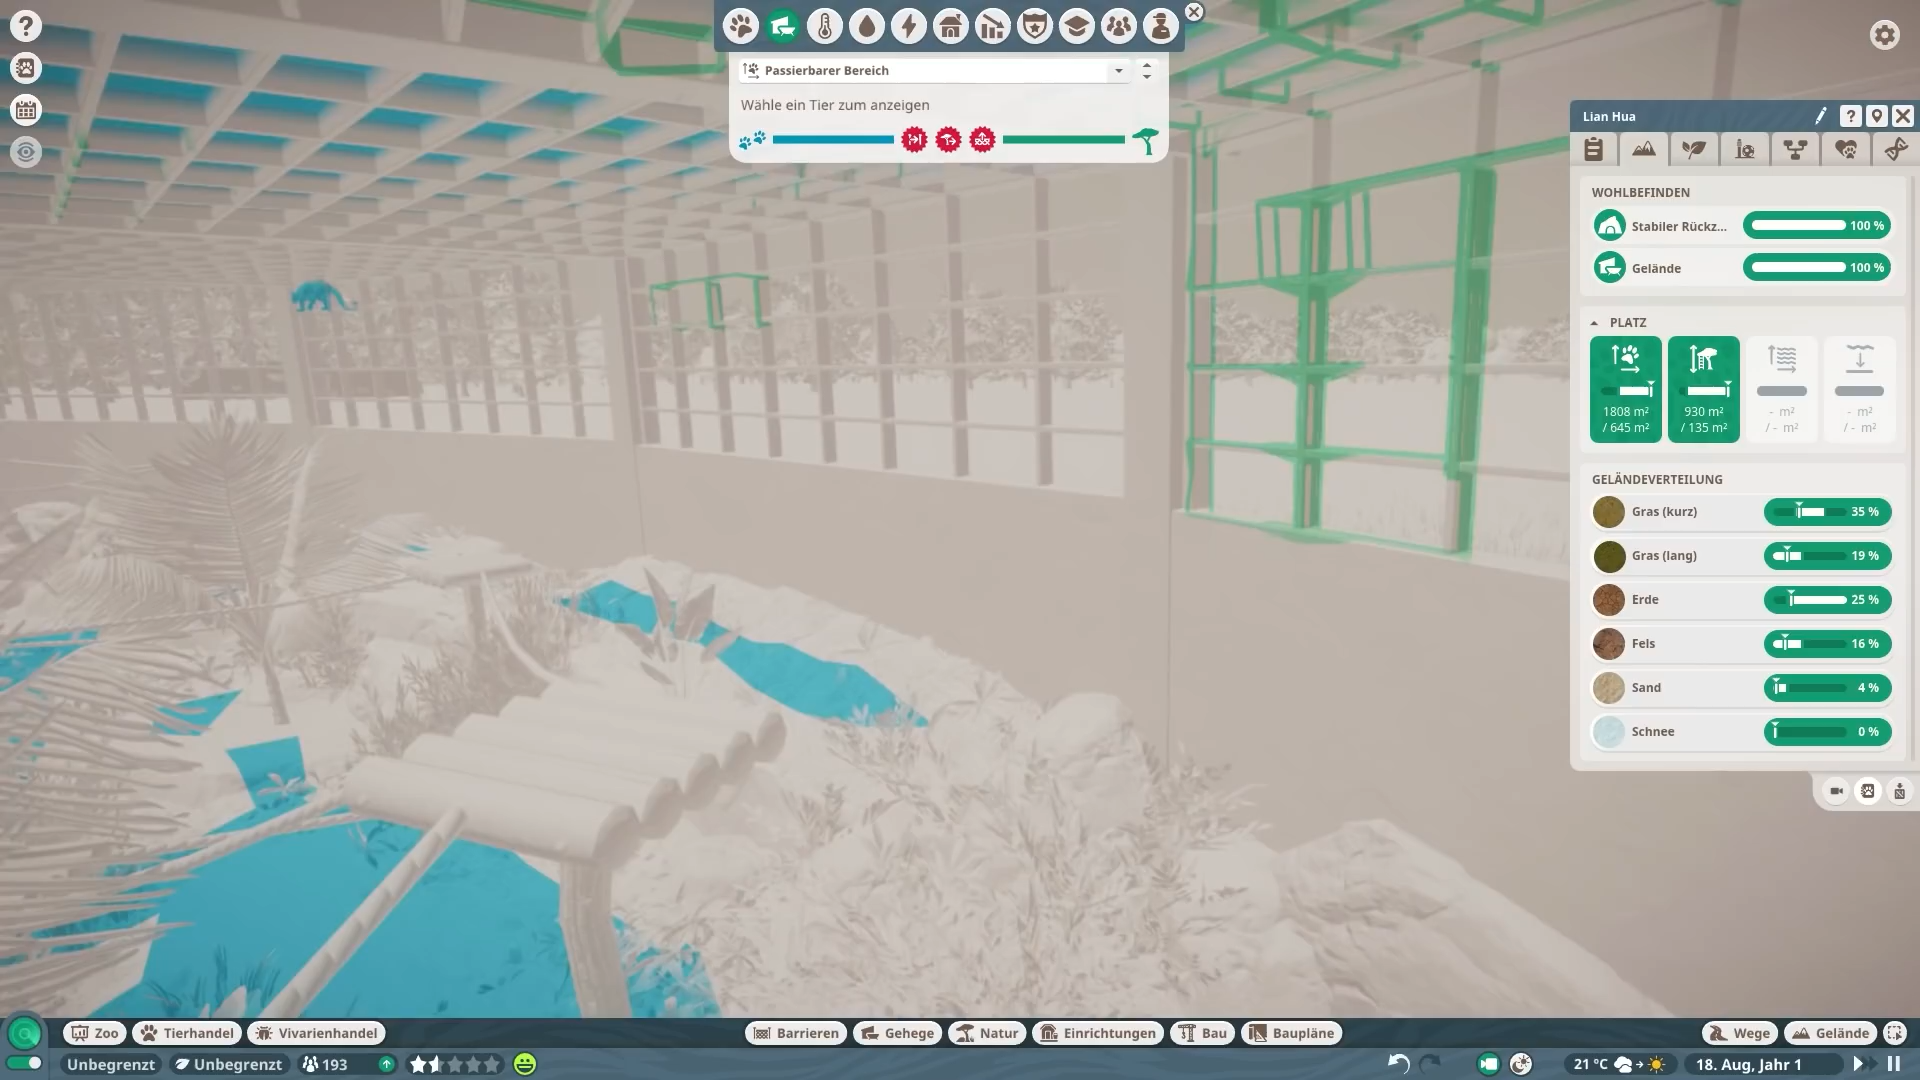 Passierbarer Bereich
Wähle ein Tier zum anzeigen
Lian Hua
WOHLBEFINDEN
Stabiler Rückz... 100 %
Gelände 100 %
PLATZ
1808 m² / 645 m²
930 m² / 135 m²
- m² / - m²
- m² / - m²
GELÄNDEVERTEILUNG
Gras (kurz) 35 %
Gras (lang) 19 %
Erde 25 %
Fels 16 %
Sand 4 %
Schnee 0 %
Zoo Tierhandel Vivarienhandel Barrieren Gehege Natur Einrichtungen Bau Baupläne Wege Gelände
Unbegrenzt Unbegrenzt 193 21 °C 18. Aug, Jahr 1